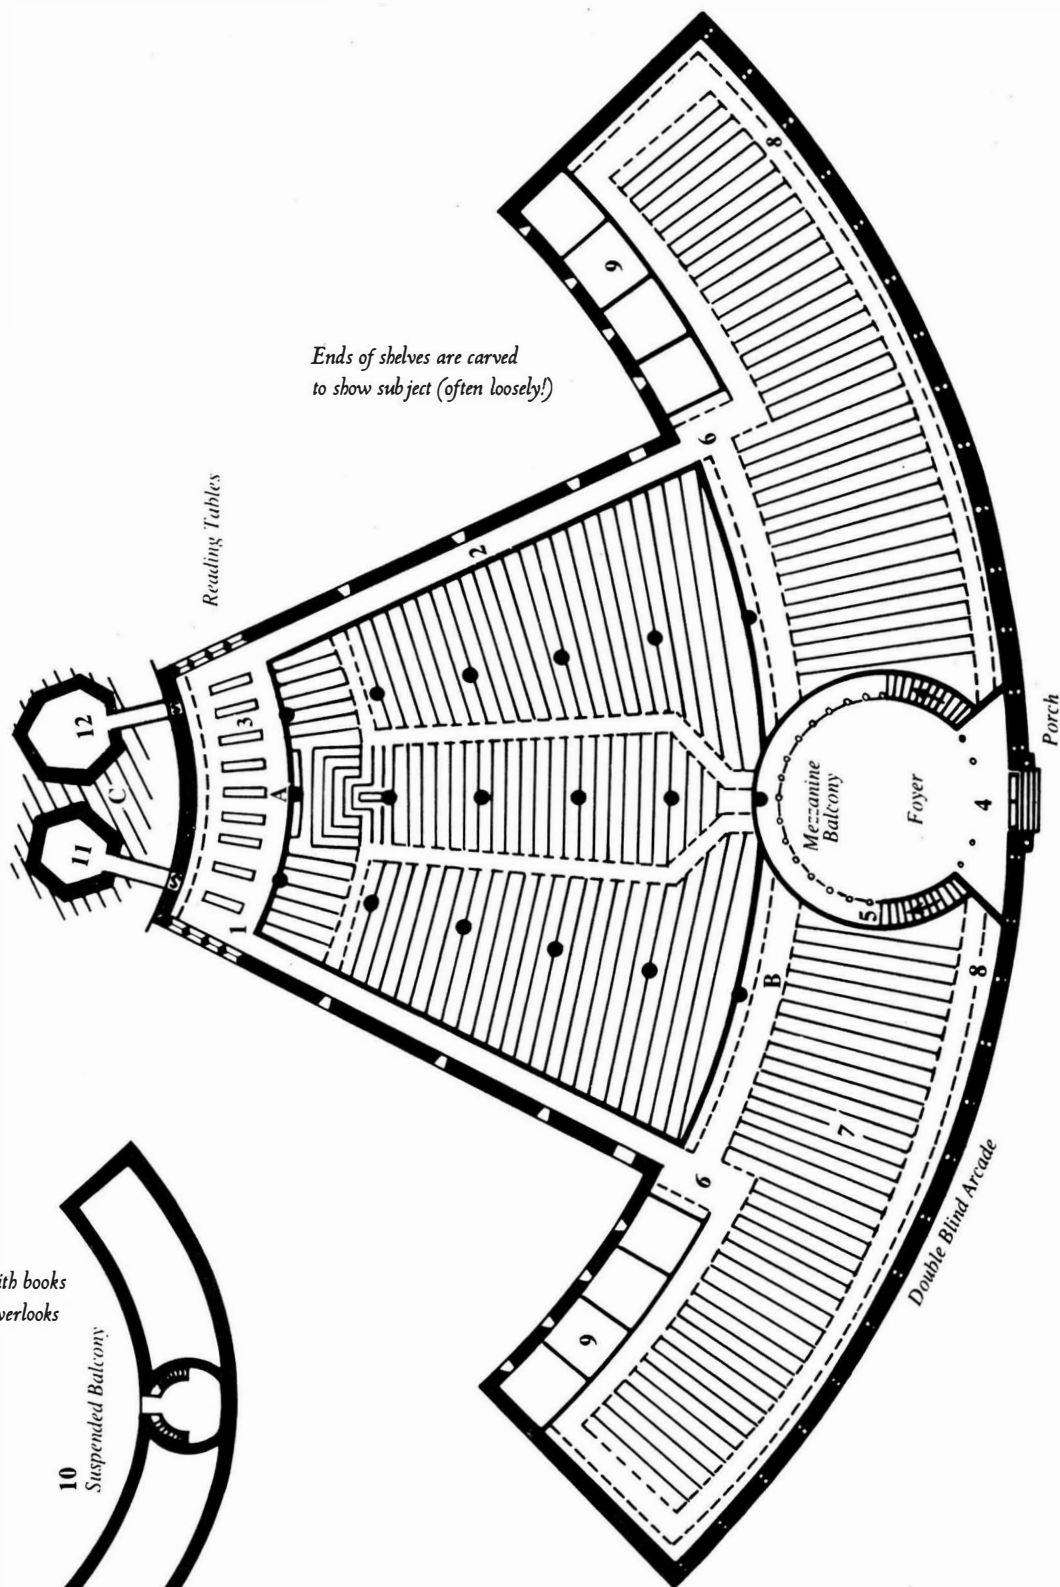 8
9
Ends of shelves are carved
to show subject (often loosely!)
6
Reading Tables
2
12
C
11
3
A
1
Porch
Mezzanine
Balcony
Foyer
4
5
B
8
7
6
Double Blind Arcade
9
ith books
verlooks
10
Suspended Balcony